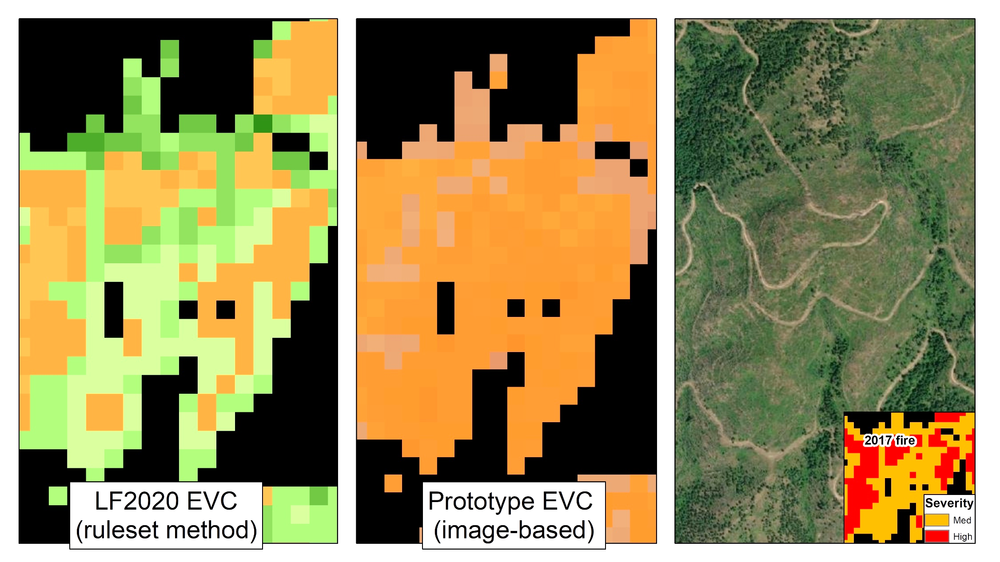 LF2020 EVC
(ruleset method)
Prototype EVC
(image-based)
2017 fire
Severity
Med
High